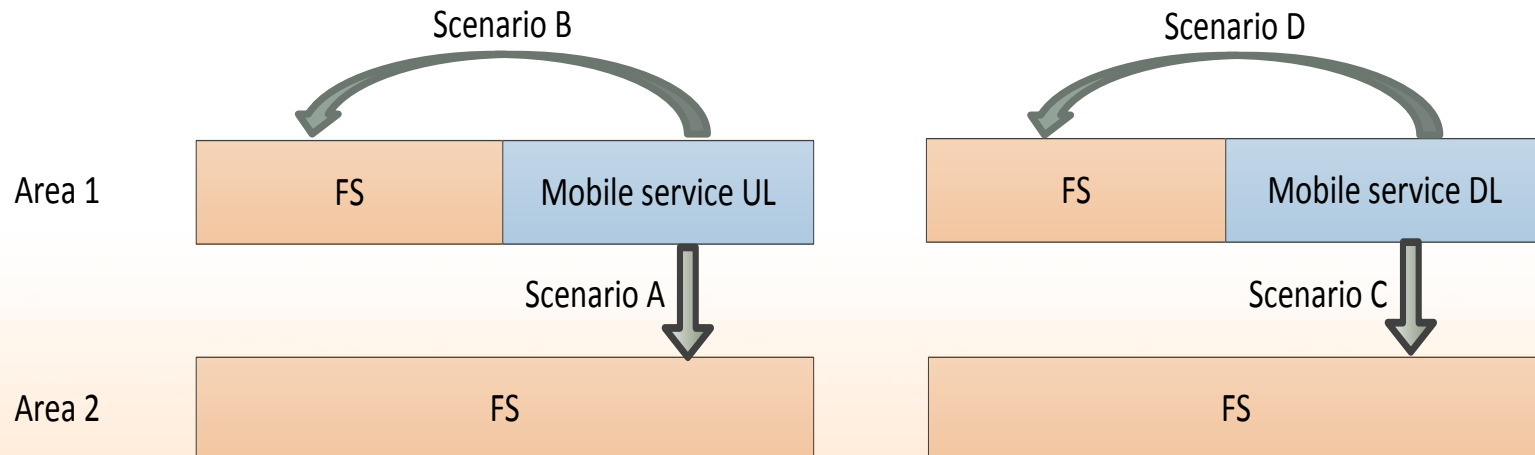 Scenario B
Scenario D
Area 1
FS
Mobile service UL
FS
Mobile service DL
Scenario A
Scenario C
Area 2
FS
FS